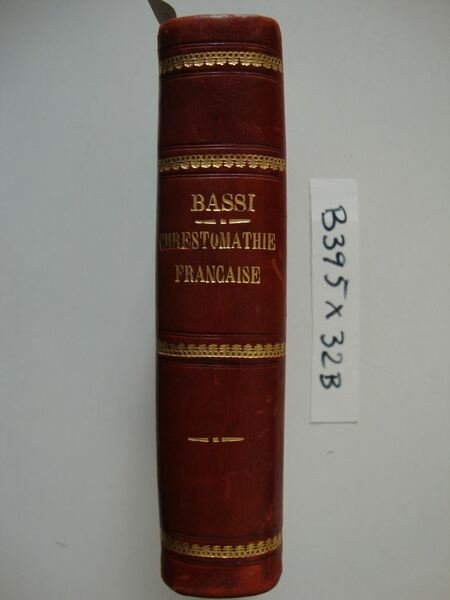 BASSI
CHRESTOMATHIE
FRANCAISE
B395 X 32B